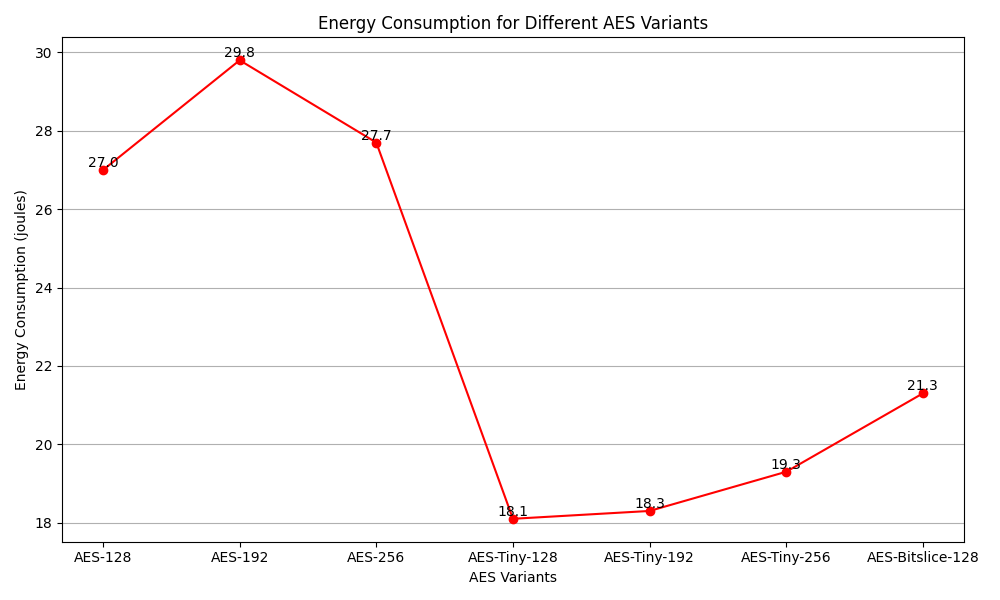 Energy Consumption for Different AES Variants
30
28
26
24
22
20
18
Energy Consumption (joules)
27.0
29.8
27.7
18.1
18.3
19.3
21.3
AES-128
AES-192
AES-256
AES-Tiny-128
AES-Tiny-192
AES-Tiny-256
AES-Bitslice-128
AES Variants